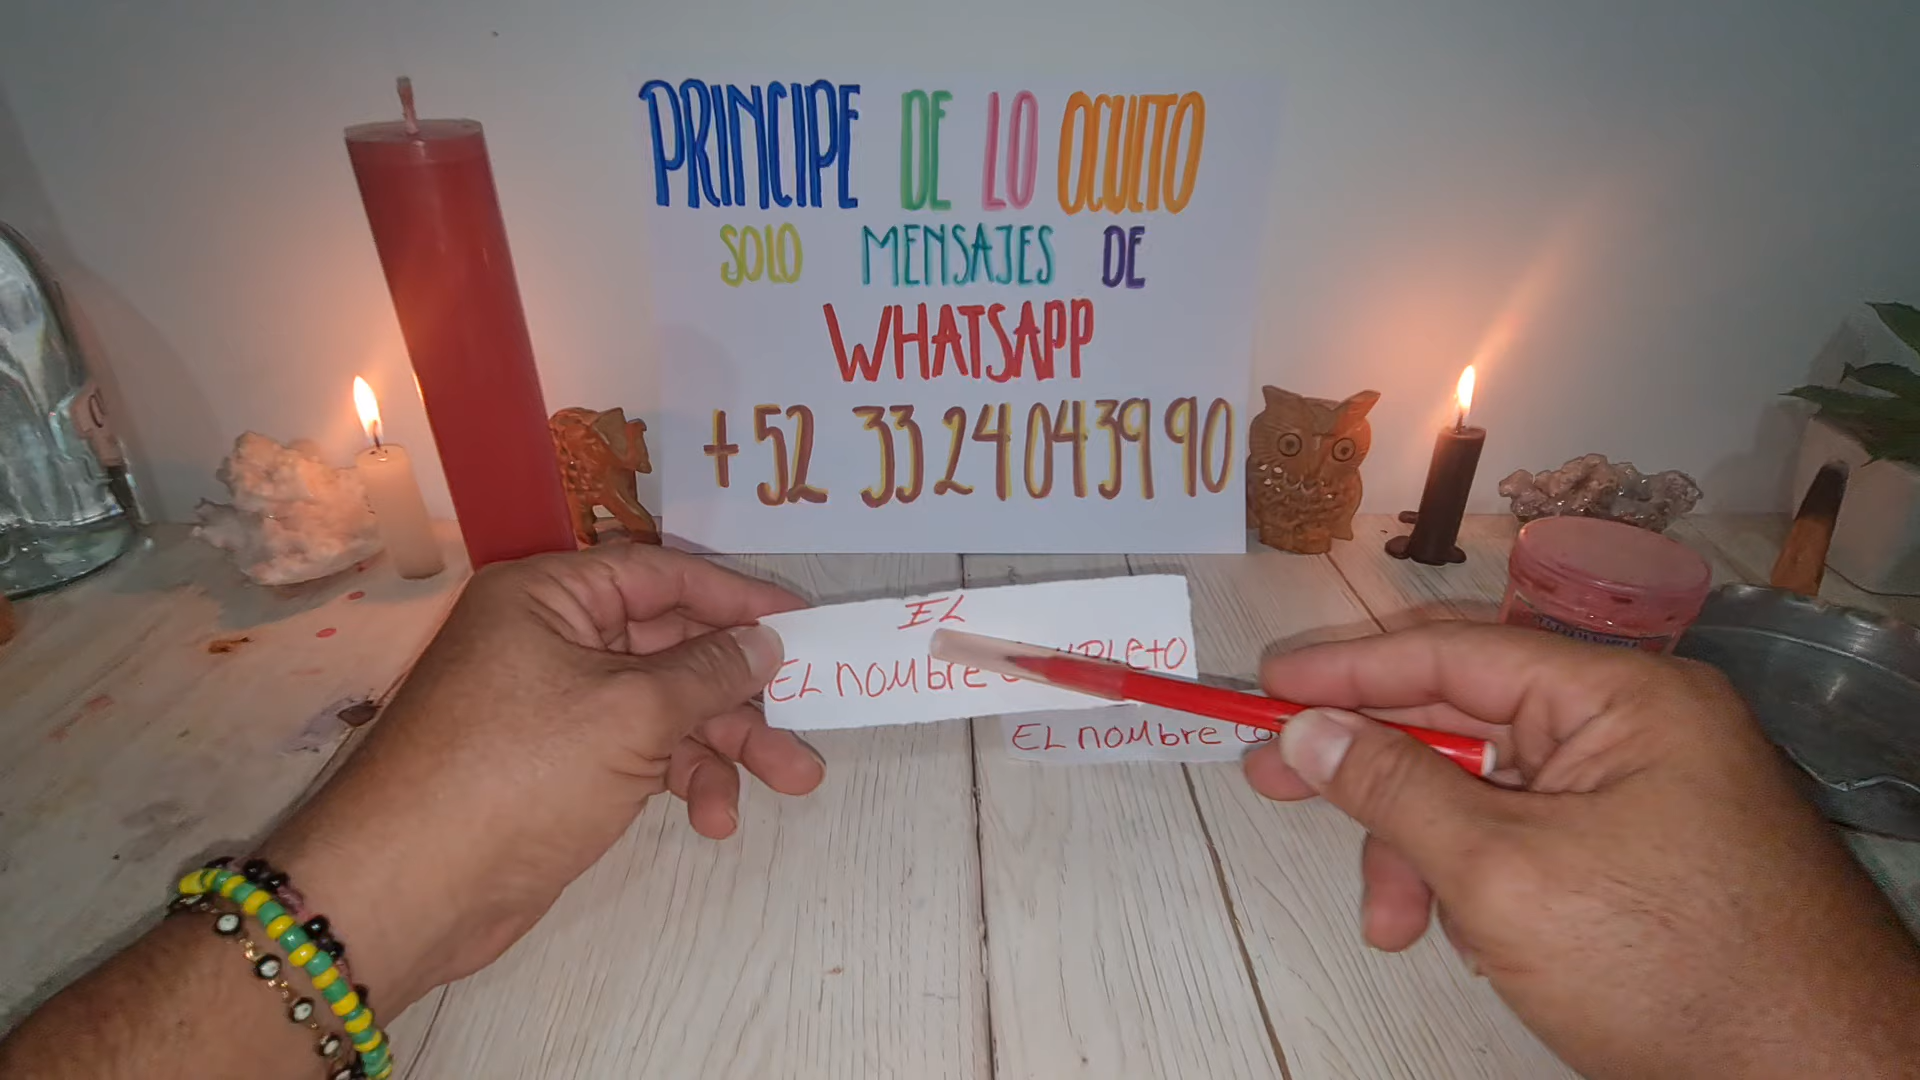 PRINCIPE DE LO OCULTO
SOLO MENSAJES DE
WHATSAPP
+52 33 24 04 39 90
EL
EL nombre
EL nombre